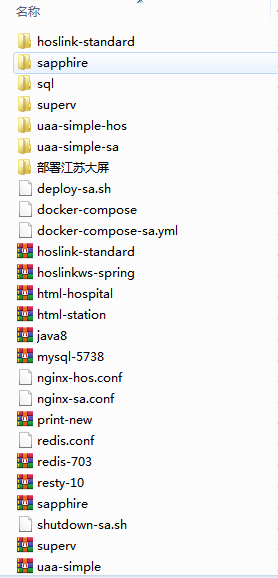 名称
hoslink-standard
sapphire
sql
superv
uaa-simple-hos
uaa-simple-sa
部署江苏大屏
deploy-sa.sh
docker-compose
docker-compose-sa.yml
hoslink-standard
hoslinkws-spring
html-hospital
html-station
java8
mysql-5738
nginx-hos.conf
nginx-sa.conf
print-new
redis.conf
redis-703
resty-10
sapphire
shutdown-sa.sh
superv
uaa-simple